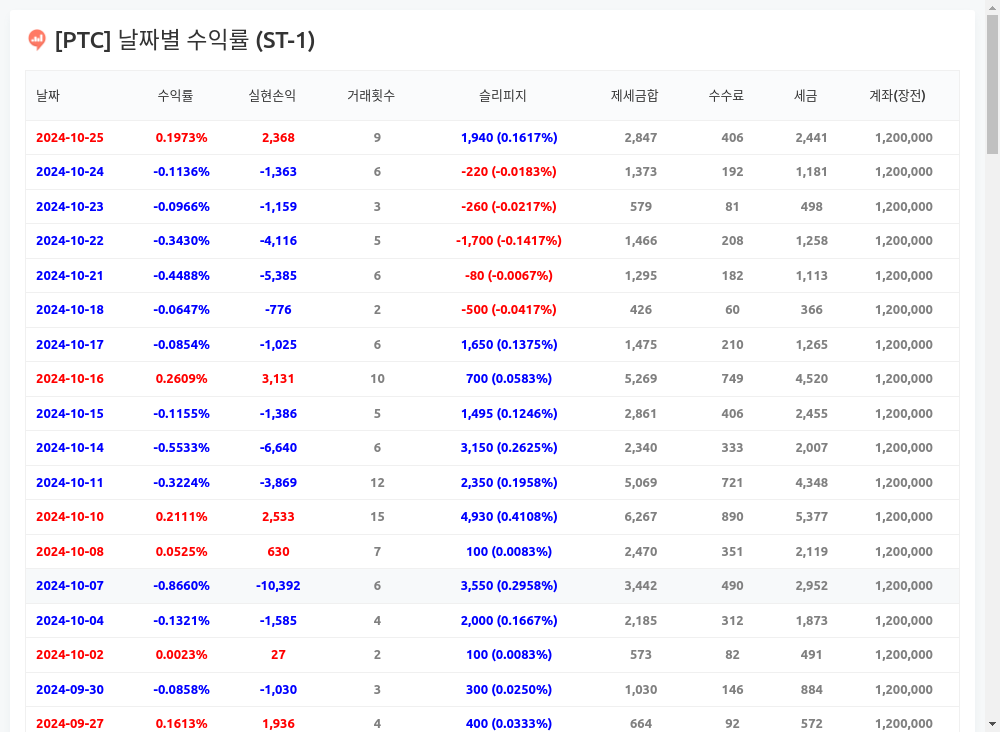 [PTC] 날짜별 수익률 (ST-1)
날짜 수익률 실현손익 거래횟수 슬리피지 제세금합 수수료 세금 계좌(장전)
2024-10-25 0.1973% 2,368 9 1,940 (0.1617%) 2,847 406 2,441 1,200,000
2024-10-24 -0.1136% -1,363 6 -220 (-0.0183%) 1,373 192 1,181 1,200,000
2024-10-23 -0.0966% -1,159 3 -260 (-0.0217%) 579 81 498 1,200,000
2024-10-22 -0.3430% -4,116 5 -1,700 (-0.1417%) 1,466 208 1,258 1,200,000
2024-10-21 -0.4488% -5,385 6 -80 (-0.0067%) 1,295 182 1,113 1,200,000
2024-10-18 -0.0647% -776 2 -500 (-0.0417%) 426 60 366 1,200,000
2024-10-17 -0.0854% -1,025 6 1,650 (0.1375%) 1,475 210 1,265 1,200,000
2024-10-16 0.2609% 3,131 10 700 (0.0583%) 5,269 749 4,520 1,200,000
2024-10-15 -0.1155% -1,386 5 1,495 (0.1246%) 2,861 406 2,455 1,200,000
2024-10-14 -0.5533% -6,640 6 3,150 (0.2625%) 2,340 333 2,007 1,200,000
2024-10-11 -0.3224% -3,869 12 2,350 (0.1958%) 5,069 721 4,348 1,200,000
2024-10-10 0.2111% 2,533 15 4,930 (0.4108%) 6,267 890 5,377 1,200,000
2024-10-08 0.0525% 630 7 100 (0.0083%) 2,470 351 2,119 1,200,000
2024-10-07 -0.8660% -10,392 6 3,550 (0.2958%) 3,442 490 2,952 1,200,000
2024-10-04 -0.1321% -1,585 4 2,000 (0.1667%) 2,185 312 1,873 1,200,000
2024-10-02 0.0023% 27 2 100 (0.0083%) 573 82 491 1,200,000
2024-09-30 -0.0858% -1,030 3 300 (0.0250%) 1,030 146 884 1,200,000
2024-09-27 0.1613% 1,936 4 400 (0.0333%) 664 92 572 1,200,000